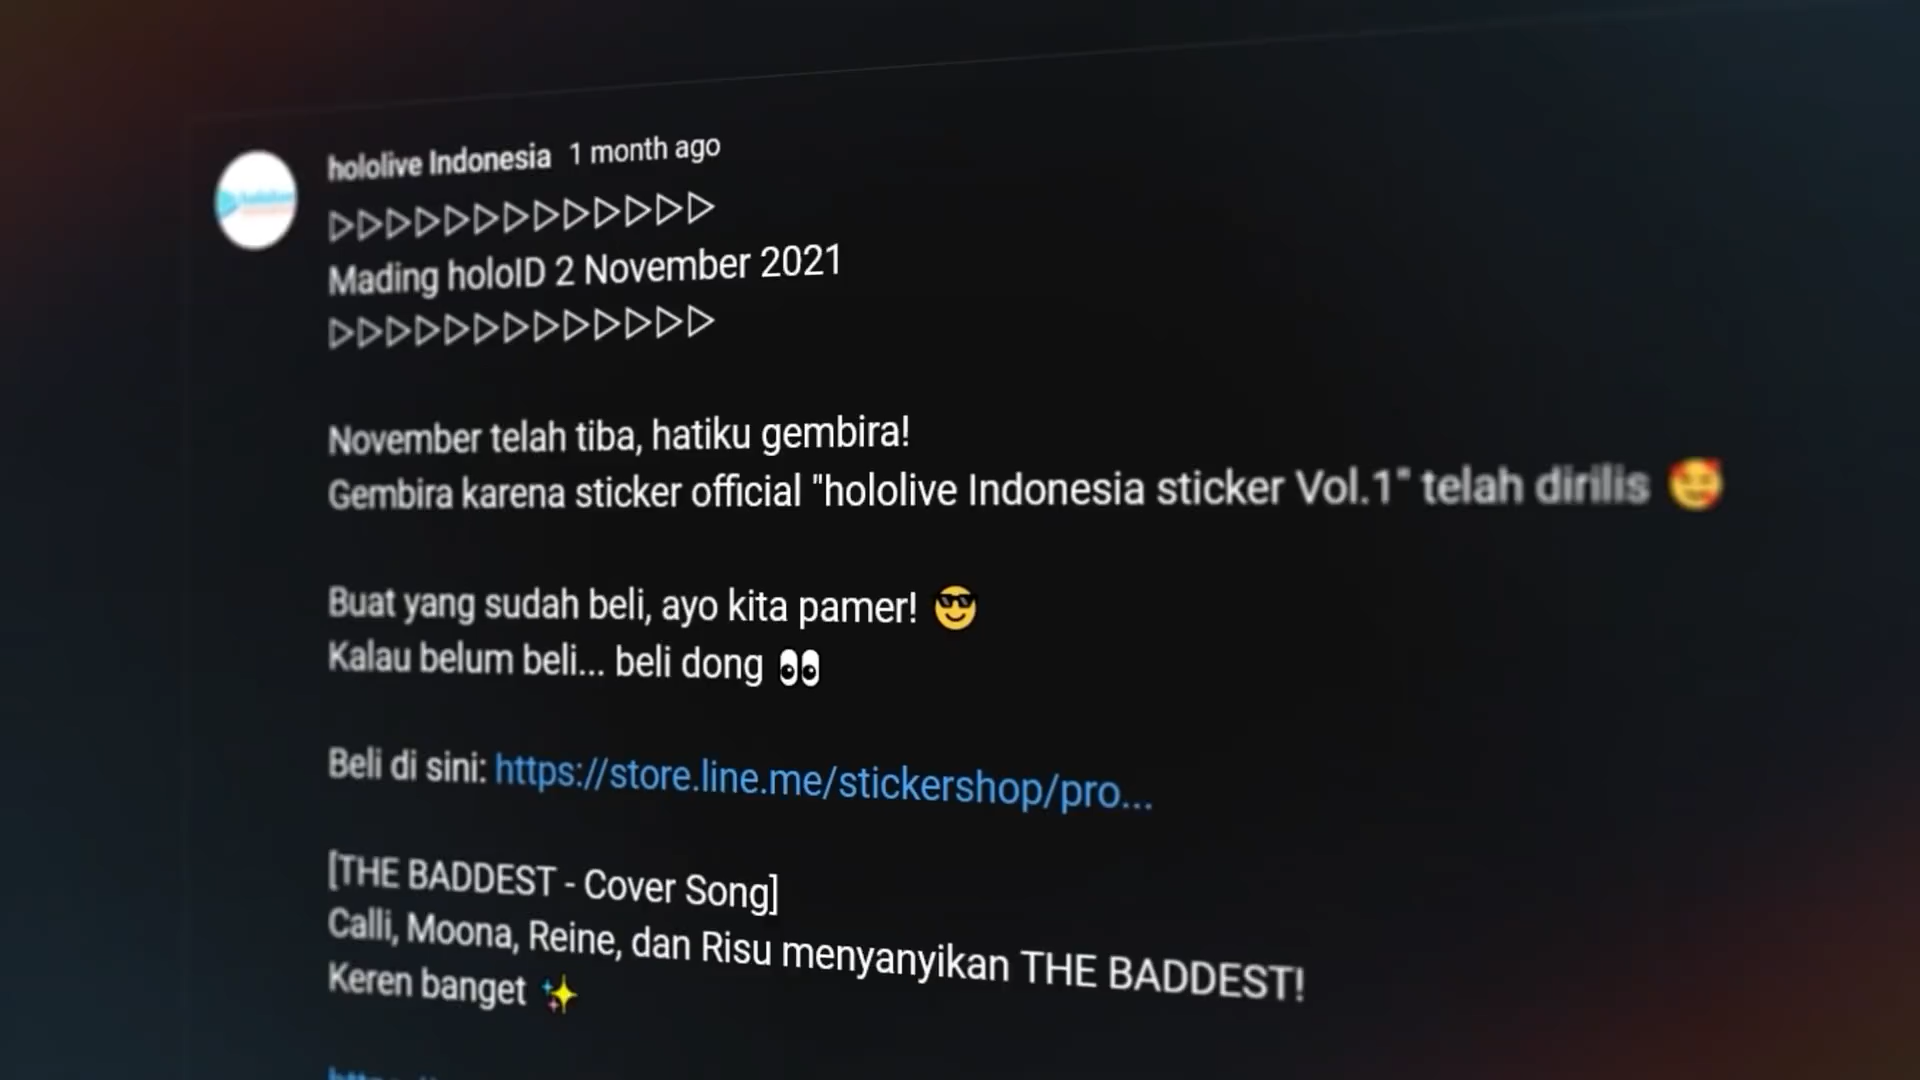 hololive Indonesia 1 month ago
▷▷▷▷▷▷▷▷▷▷▷▷▷
Mading holoID 2 November 2021
▷▷▷▷▷▷▷▷▷▷▷▷▷
November telah tiba, hatiku gembira!
Gembira karena sticker official "hololive Indonesia sticker Vol.1" telah dirilis 🥰
Buat yang sudah beli, ayo kita pamer! 😎
Kalau belum beli... beli dong 👀
Beli di sini: https://store.line.me/stickershop/pro...
[THE BADDEST - Cover Song]
Calli, Moona, Reine, dan Risu menyanyikan THE BADDEST!
Keren banget ✨